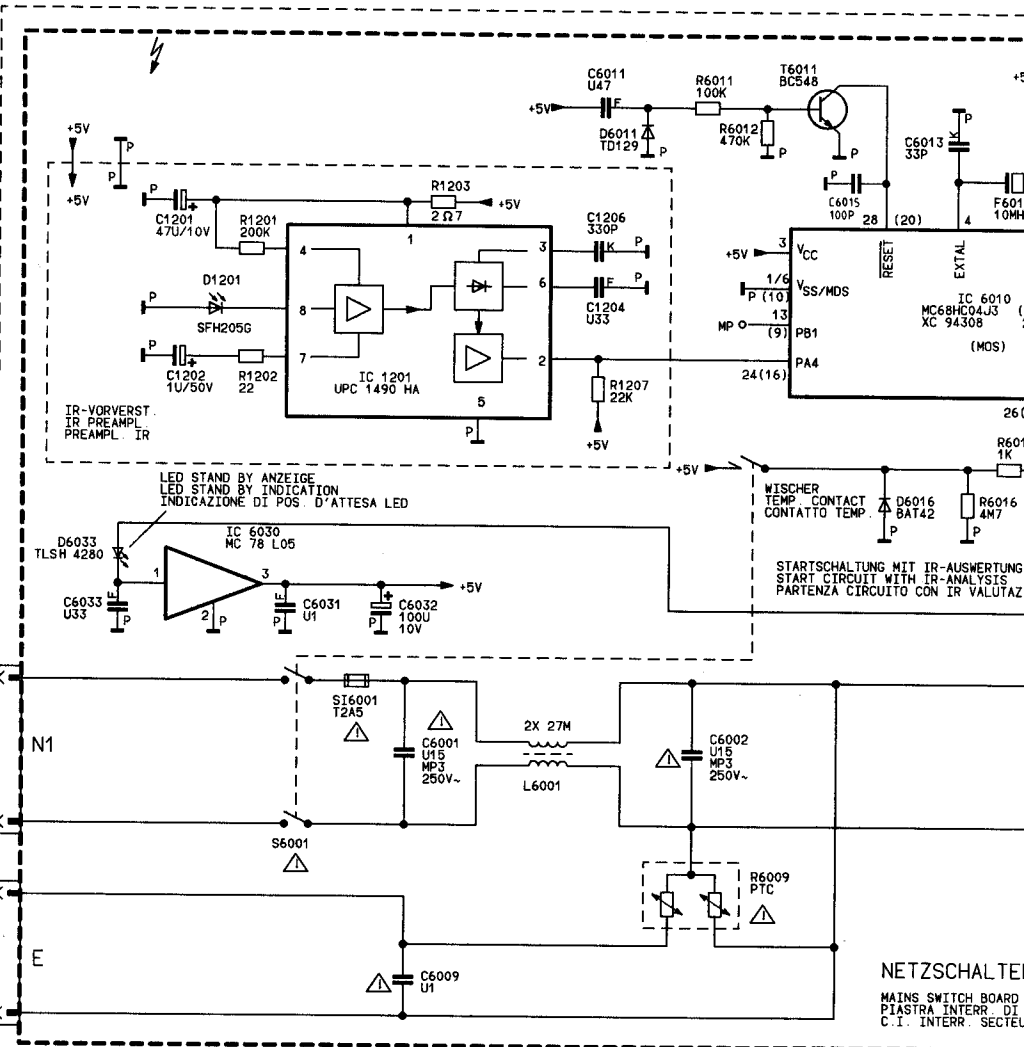 C6011
U47
+5V
F
R6011
100K
T6011
BC548
D6011
TD129
P
R6012
470K
P
P
P
K
C6013
33P
P
C6015
100P
28 (20)
4
10MH
+5V
+5V
P
P
P
C1201
47U/10V
+
R1201
200K
R1203
2Ω7
+5V
1
4
8
7
3
6
2
5
P
C1206
330P
K
P
F
P
C1204
U33
D1201
SFH205G
P
P
C1202
1U/50V
+
R1202
22
IC 1201
UPC 1490 HA
R1207
22K
+5V
IR-VORVERST.
IR PREAMPL.
PREAMPL. IR
+5V
3
VCC
1/6
P (10)
VSS/MDS
MP
13
(9)
PB1
PA4
24(16)
RESET
EXTAL
IC 6010
MC68HC04J3
XC 94308
(MOS)
1K
+5V
WISCHER
TEMP. CONTACT
CONTATTO TEMP.
D6016
BAT42
P
R6016
4M7
P
STARTSCHALTUNG MIT IR-AUSWERTUNG
START CIRCUIT WITH IR-ANALYSIS
PARTENZA CIRCUITO CON IR VALUTAZ
LED STAND BY ANZEIGE
LED STAND BY INDICATION
INDICAZIONE DI POS. D'ATTESA LED
D6033
TLSH 4280
IC 6030
MC 78 L05
1
3
2
P
+5V
C6033
U33
F
P
F
P
C6031
U1
+
P
C6032
100U
10V
N1
SI6001
T2A5
C6001
U15
MP3
250V~
2X 27M
L6001
C6002
U15
MP3
250V~
S6001
R6009
PTC
E
C6009
U1
NETZSCHALTE
MAINS SWITCH BOARD
PIASTRA INTERR. DI
C.I. INTERR. SECTEU